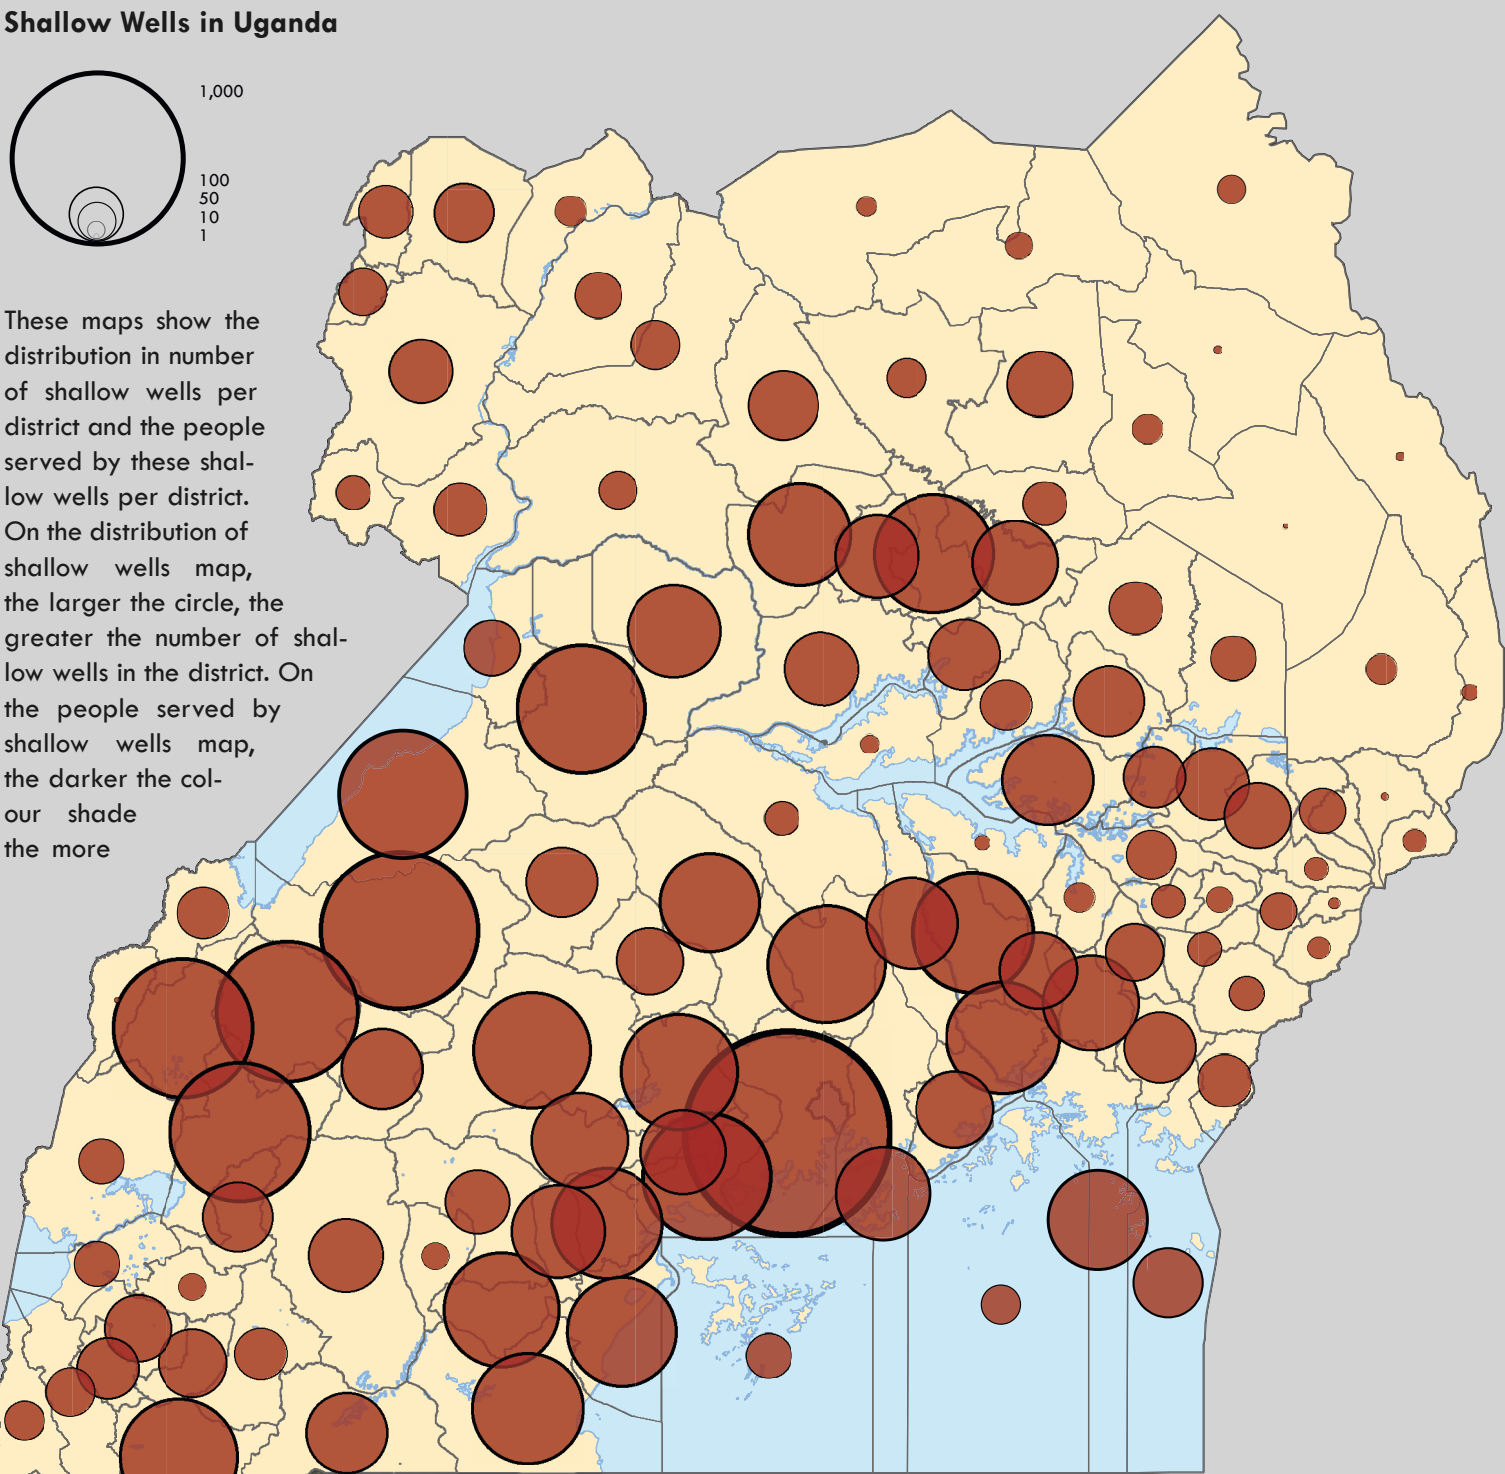 Shallow Wells in Uganda
1,000
100
50
10
1
These maps show the
distribution in number
of shallow wells per
district and the people
served by these shal-
low wells per district.
On the distribution of
shallow wells map,
the larger the circle, the
greater the number of shal-
low wells in the district. On
the people served by
shallow wells map,
the darker the col-
our shade
the more